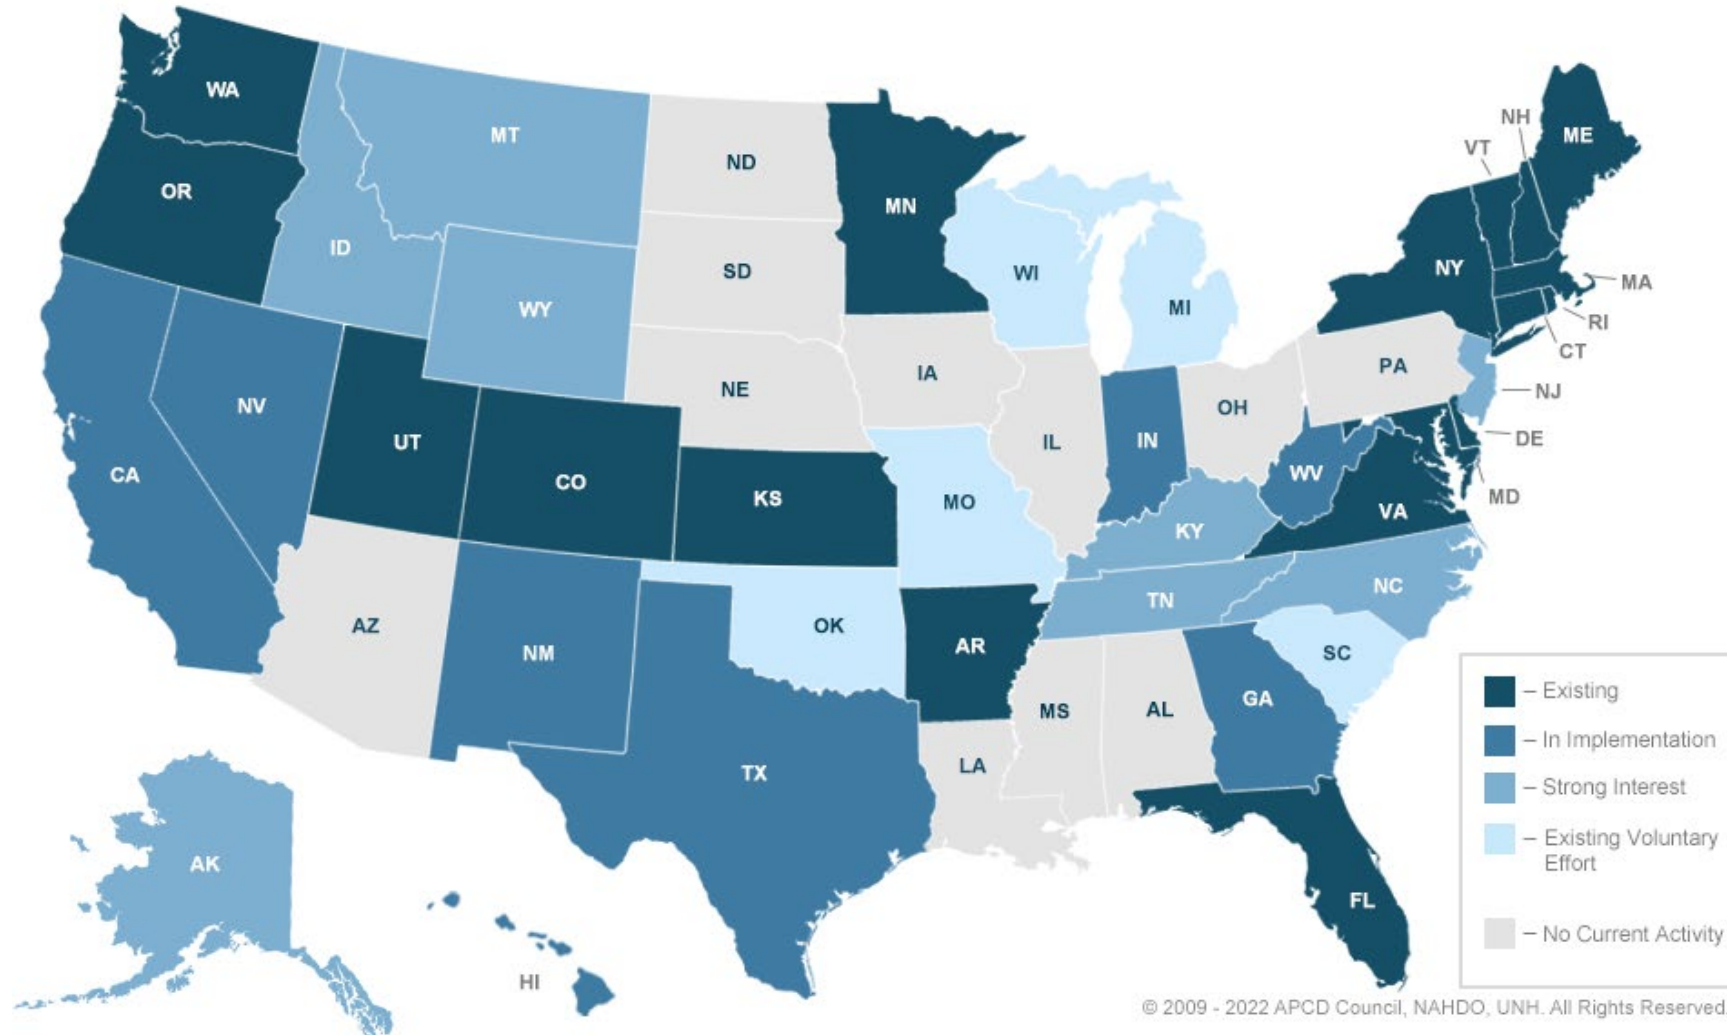 WA
MT
ND
MN
OR
ID
SD
WY
WI
MI
NH
VT
ME
NY
MA
RI
CT
PA
NJ
DE
MD
NE
IA
NV
UT
CO
KS
CA
IL
IN
OH
WV
VA
MO
KY
TN
NC
AZ
NM
OK
AR
SC
MS
AL
GA
LA
TX
FL
AK
HI
– Existing
– In Implementation
– Strong Interest
– Existing Voluntary
Effort
– No Current Activity
© 2009 - 2022 APCD Council, NAHDO, UNH. All Rights Reserved.